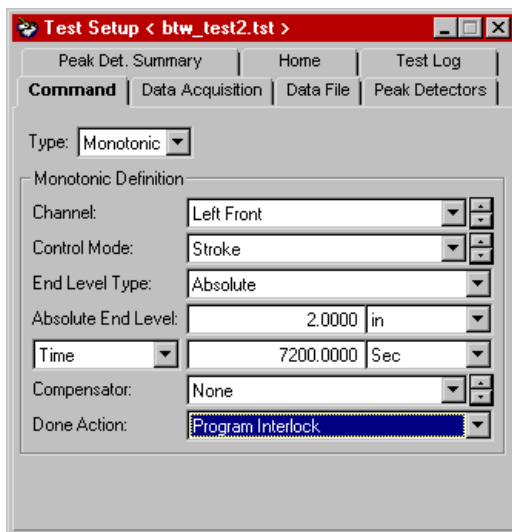 Test Setup < btw_test2.tst >
Peak Det. Summary Home Test Log
Command Data Acquisition Data File Peak Detectors
Type: Monotonic
Monotonic Definition
Channel: Left Front
Control Mode: Stroke
End Level Type: Absolute
Absolute End Level: 2.0000 in
Time 7200.0000 Sec
Compensator: None
Done Action: Program Interlock